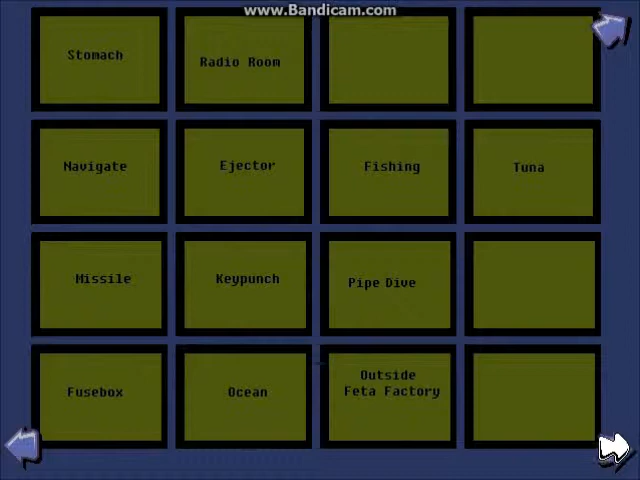 www.Bandicam.com
Stomach
Radio Room
Navigate
Ejector
Fishing
Tuna
Missile
Keypunch
Pipe Dive
Fusebox
Ocean
Outside
Feta Factory